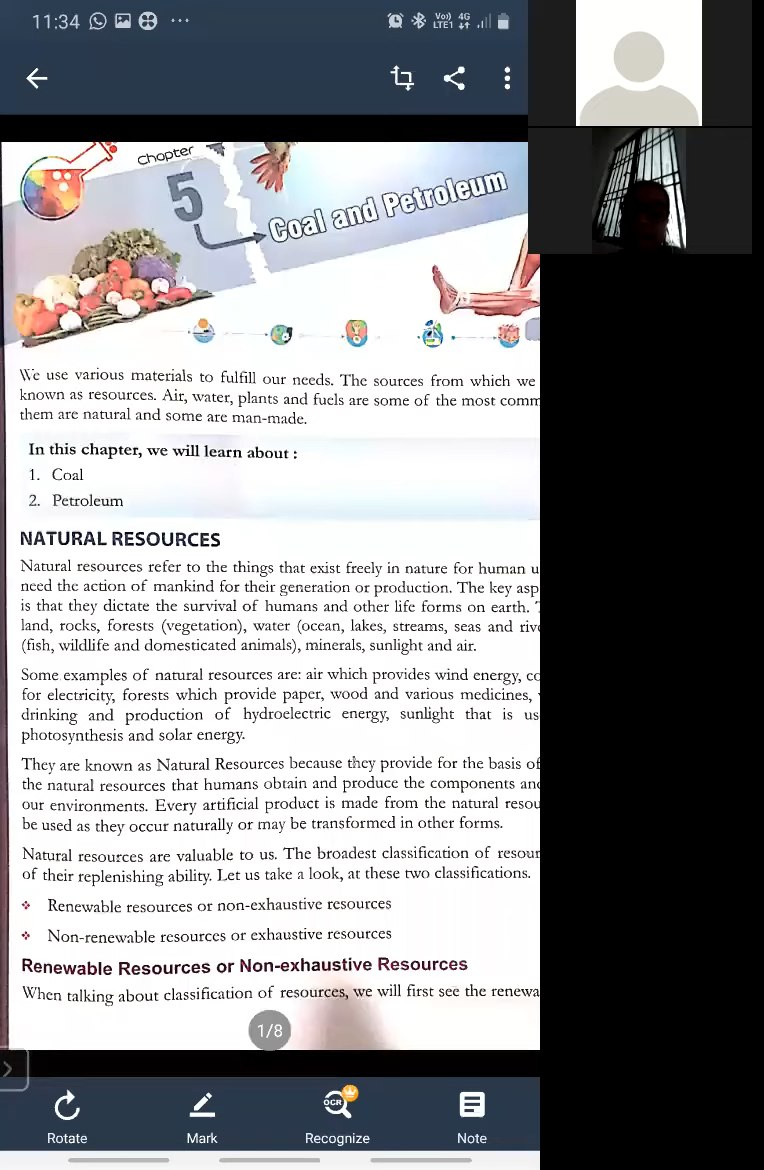 11:34
Vo)) 4G
LTE1
Chapter
5
Coal and Petroleum
We use various materials to fulfill our needs. The sources from which we
known as resources. Air, water, plants and fuels are some of the most comm
them are natural and some are man-made.
In this chapter, we will learn about :
1. Coal
2. Petroleum
NATURAL RESOURCES
Natural resources refer to the things that exist freely in nature for human u
need the action of mankind for their generation or production. The key asp
is that they dictate the survival of humans and other life forms on earth.
land, rocks, forests (vegetation), water (ocean, lakes, streams, seas and riv
(fish, wildlife and domesticated animals), minerals, sunlight and air.
Some examples of natural resources are: air which provides wind energy, co
for electricity, forests which provide paper, wood and various medicines,
drinking and production of hydroelectric energy, sunlight that is us
photosynthesis and solar energy.
They are known as Natural Resources because they provide for the basis of
the natural resources that humans obtain and produce the components and
our environments. Every artificial product is made from the natural resou
be used as they occur naturally or may be transformed in other forms.
Natural resources are valuable to us. The broadest classification of resour
of their replenishing ability. Let us take a look, at these two classifications.
❖ Renewable resources or non-exhaustive resources
❖ Non-renewable resources or exhaustive resources
Renewable Resources or Non-exhaustive Resources
When talking about classification of resources, we will first see the renewa
1/8
OCR
Rotate Mark Recognize Note